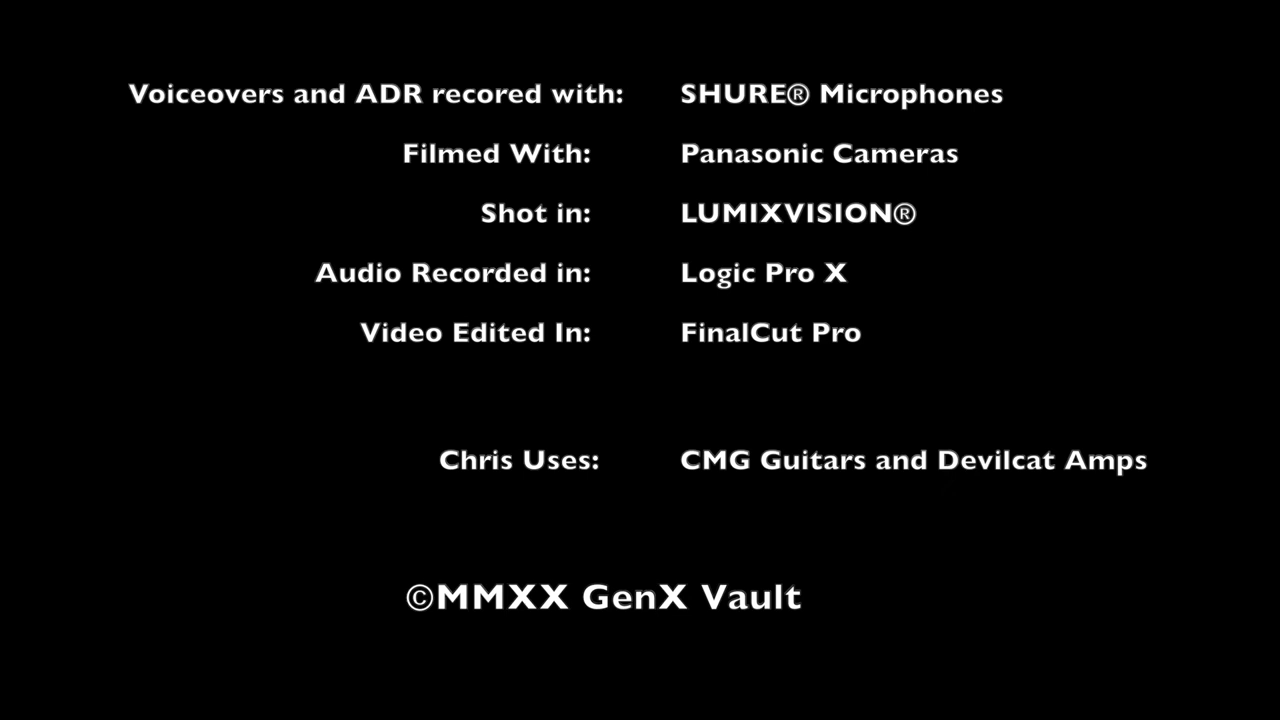 Voiceovers and ADR recored with: SHURE® Microphones
Filmed With: Panasonic Cameras
Shot in: LUMIXVISION®
Audio Recorded in: Logic Pro X
Video Edited In: FinalCut Pro
Chris Uses: CMG Guitars and Devilcat Amps
©MMXX GenX Vault